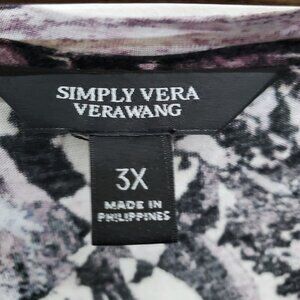 SIMPLY VERA
VERAWANG
3X
MADE IN
PHILIPPINES